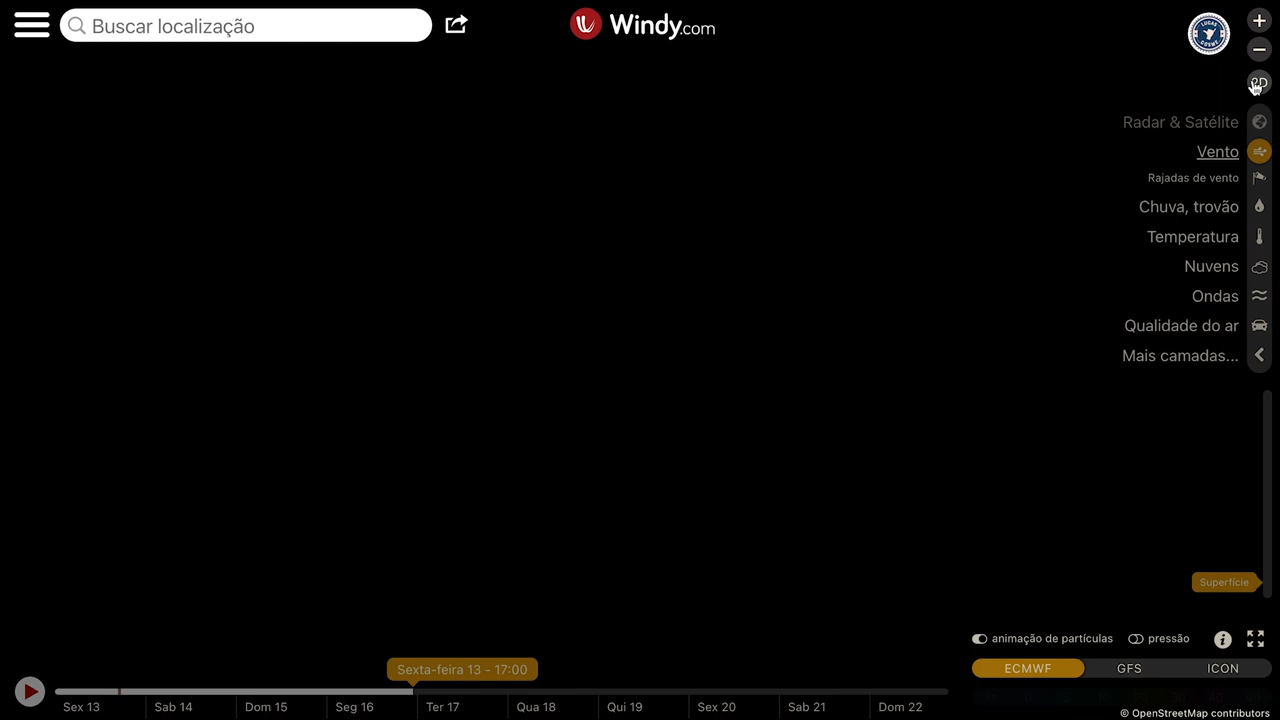 Buscar localização
Windy.com
LUCAS
Radar & Satélite
Vento
Rajadas de vento
Chuva, trovão
Temperatura
Nuvens
Ondas
Qualidade do ar
Mais camadas...
Superfície
animação de partículas
pressão
ECMWF
GFS
ICON
Sexta-feira 13 - 17:00
Sex 13
Sab 14
Dom 15
Seg 16
Ter 17
Qua 18
Qui 19
Sex 20
Sab 21
Dom 22
© OpenStreetMap contributors